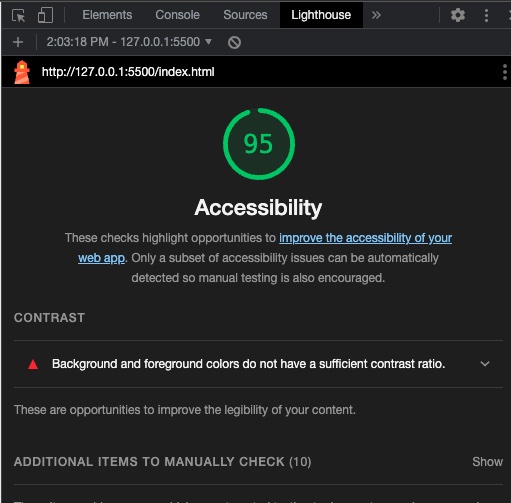 Elements Console Sources Lighthouse »
+ 2:03:18 PM - 127.0.0.1:5500 ▼
http://127.0.0.1:5500/index.html
95
Accessibility
These checks highlight opportunities to improve the accessibility of your
web app. Only a subset of accessibility issues can be automatically
detected so manual testing is also encouraged.
CONTRAST
Background and foreground colors do not have a sufficient contrast ratio.
These are opportunities to improve the legibility of your content.
ADDITIONAL ITEMS TO MANUALLY CHECK (10) Show